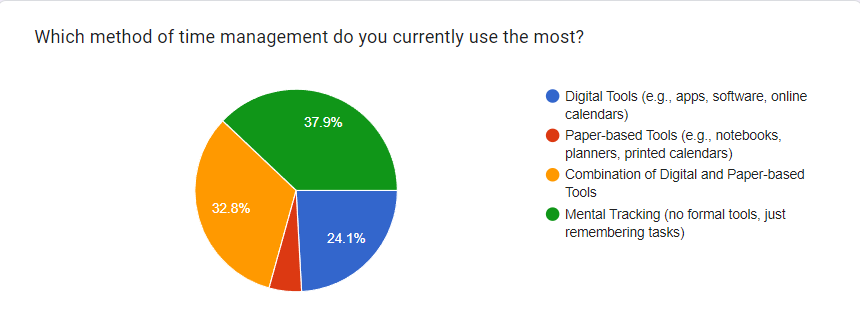 Which method of time management do you currently use the most?
37.9%
32.8%
24.1%
Digital Tools (e.g., apps, software, online
calendars)
Paper-based Tools (e.g., notebooks,
planners, printed calendars)
Combination of Digital and Paper-based
Tools
Mental Tracking (no formal tools, just
remembering tasks)